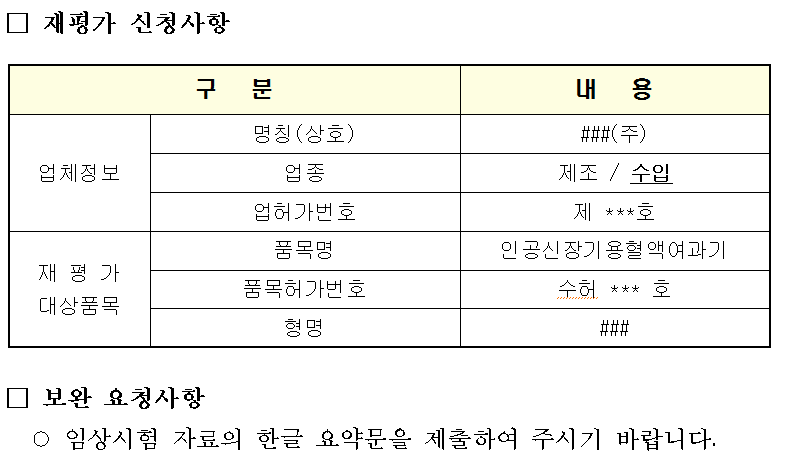 □ 재평가 신청사항
구 분 내 용
업체정보 명칭(상호) ###(주)
업종 제조 / 수입
업허가번호 제 ***호
재 평 가 대상품목 품목명 인공신장기용혈액여과기
품목허가번호 수허 *** 호
형명 ###
□ 보완 요청사항
○ 임상시험 자료의 한글 요약문을 제출하여 주시기 바랍니다.